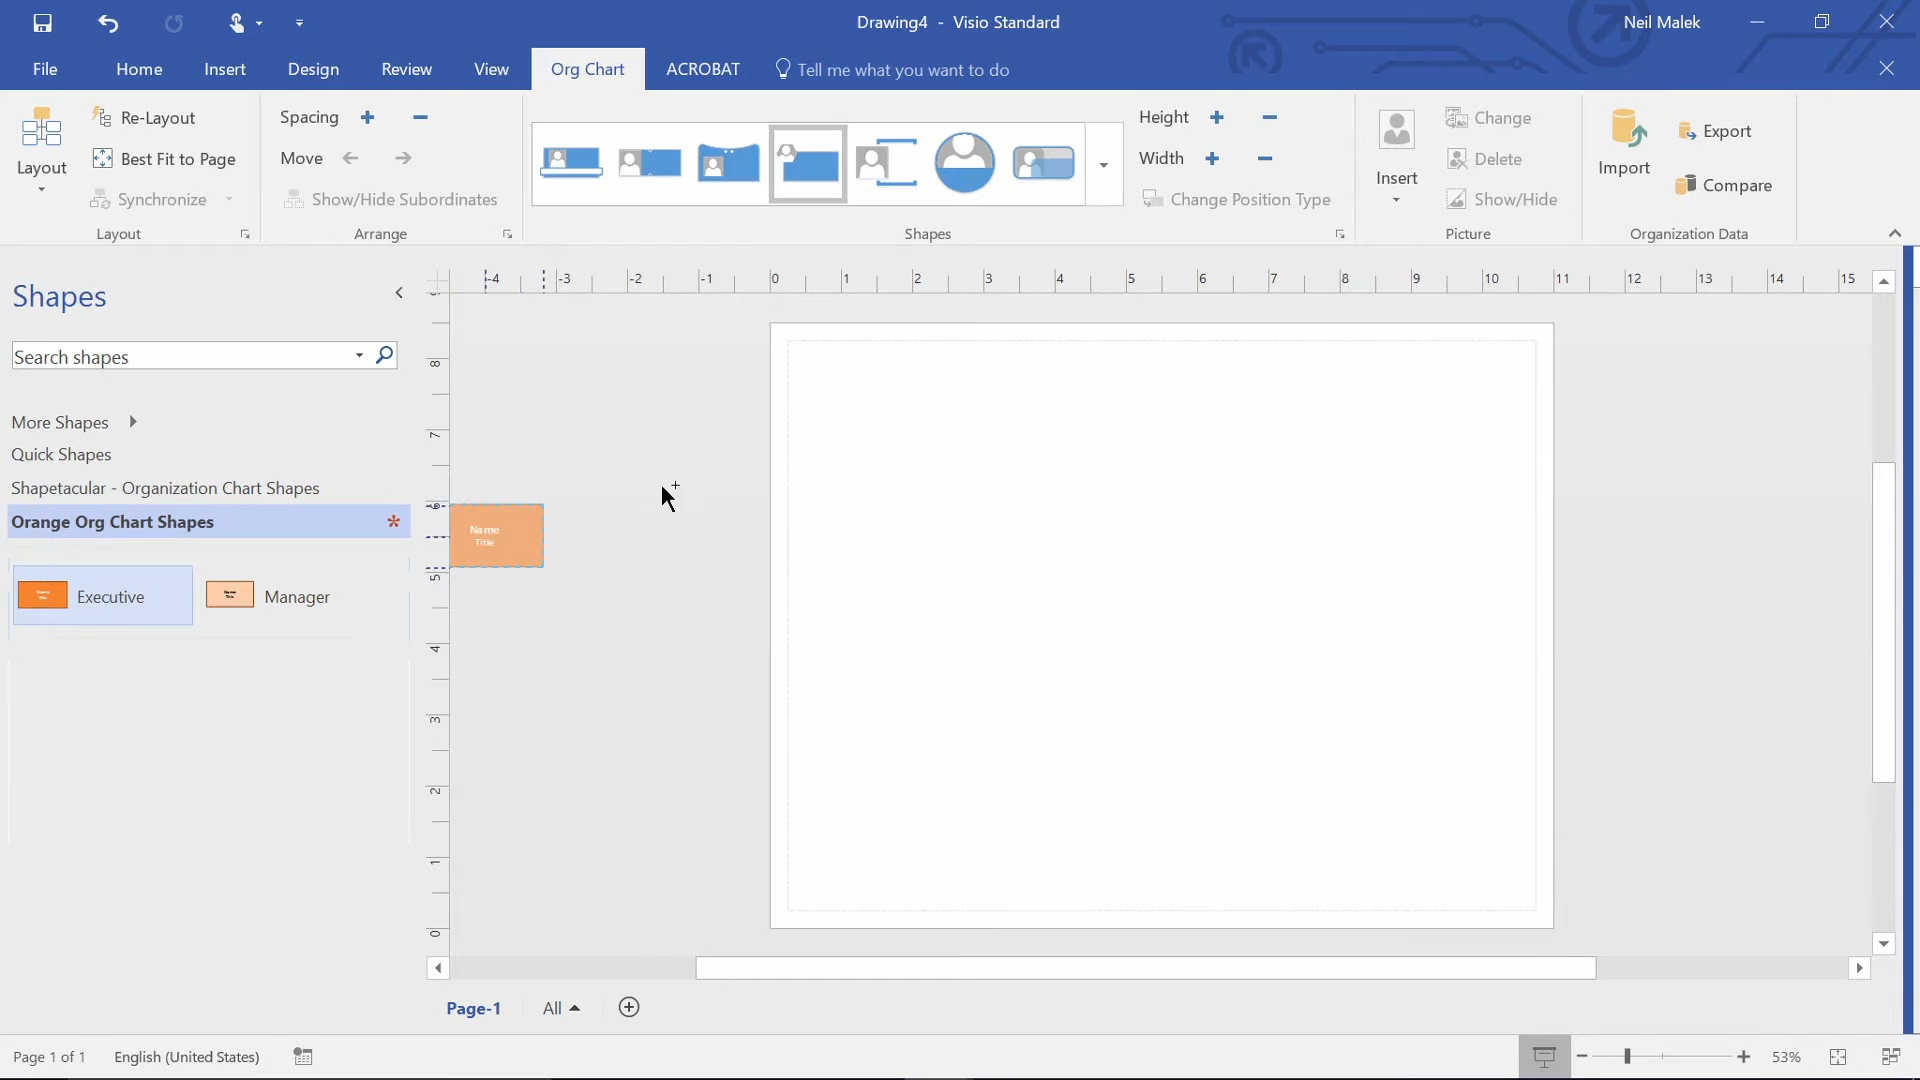 Drawing4 - Visio Standard
Neil Malek
File Home Insert Design Review View Org Chart ACROBAT Tell me what you want to do
Layout
Re-Layout
Best Fit to Page
Synchronize
Layout
Spacing
Move
Show/Hide Subordinates
Arrange
Shapes
Height
Width
Change Position Type
Insert
Change
Delete
Show/Hide
Picture
Import
Export
Compare
Organization Data
Shapes
Search shapes
More Shapes
Quick Shapes
Shapetacular - Organization Chart Shapes
Orange Org Chart Shapes *
Executive
Manager
-4 -3 -2 -1 0 1 2 3 4 5 6 7 8 9 10 11 12 13 14 15
8
7
6
5
4
3
2
1
0
Name
Title
Page-1 All
Page 1 of 1 English (United States)
53%